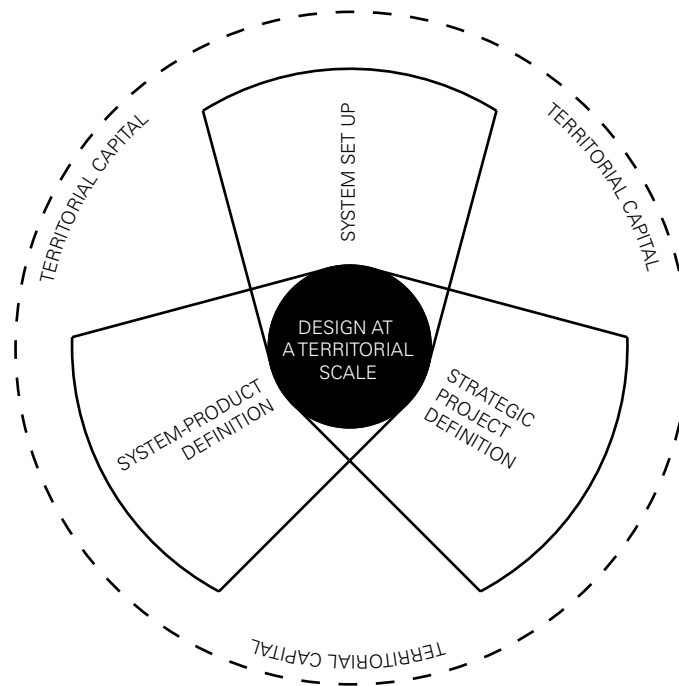 TERRITORIAL CAPITAL
TERRITORIAL CAPITAL
SYSTEM SET UP
DESIGN AT
A TERRITORIAL
SCALE
SYSTEM-PRODUCT
DEFINITION
STRATEGIC
PROJECT
DEFINITION
TERRITORIAL CAPITAL